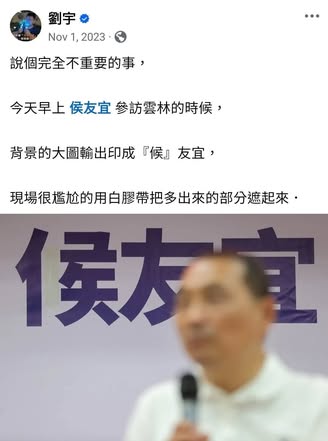 劉宇
Nov 1, 2023
說個完全不重要的事，
今天早上 侯友宜 參訪雲林的時候，
背景的大圖輸出印成『候』友宜，
現場很尷尬的用白膠帶把多出來的部分遮起來．
侯友宜